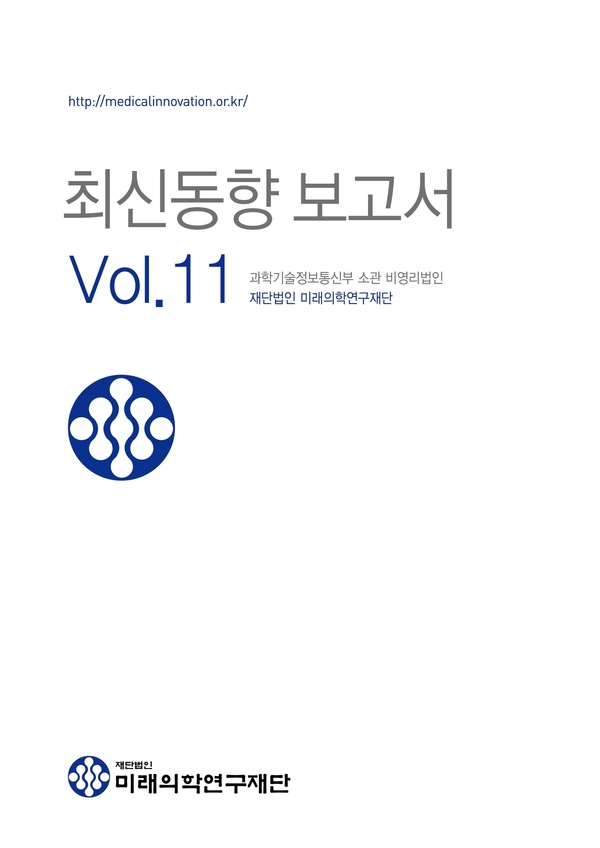 http://medicalinnovation.or.kr/
최신동향 보고서
Vol.11
과학기술정보통신부 소관 비영리법인
재단법인 미래의학연구재단
재단법인
미래의학연구재단